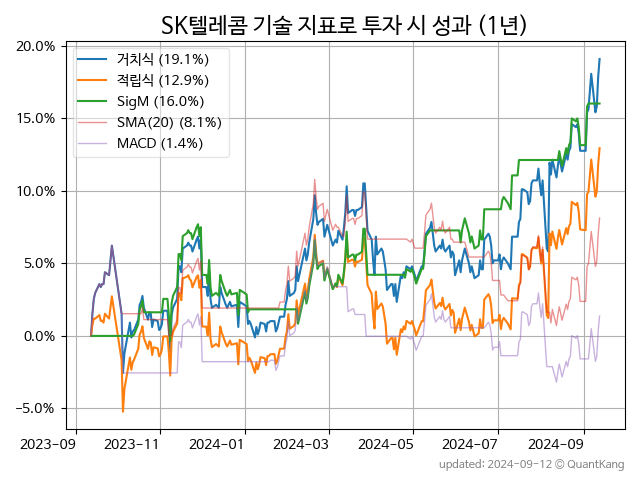 SK텔레콤 기술 지표로 투자 시 성과 (1년)
20.0%
15.0%
10.0%
5.0%
0.0%
−5.0%
거치식 (19.1%)
적립식 (12.9%)
SigM (16.0%)
SMA(20) (8.1%)
MACD (1.4%)
2023-09
2023-11
2024-01
2024-03
2024-05
2024-07
2024-09
updated: 2024-09-12 ⓒ QuantKang